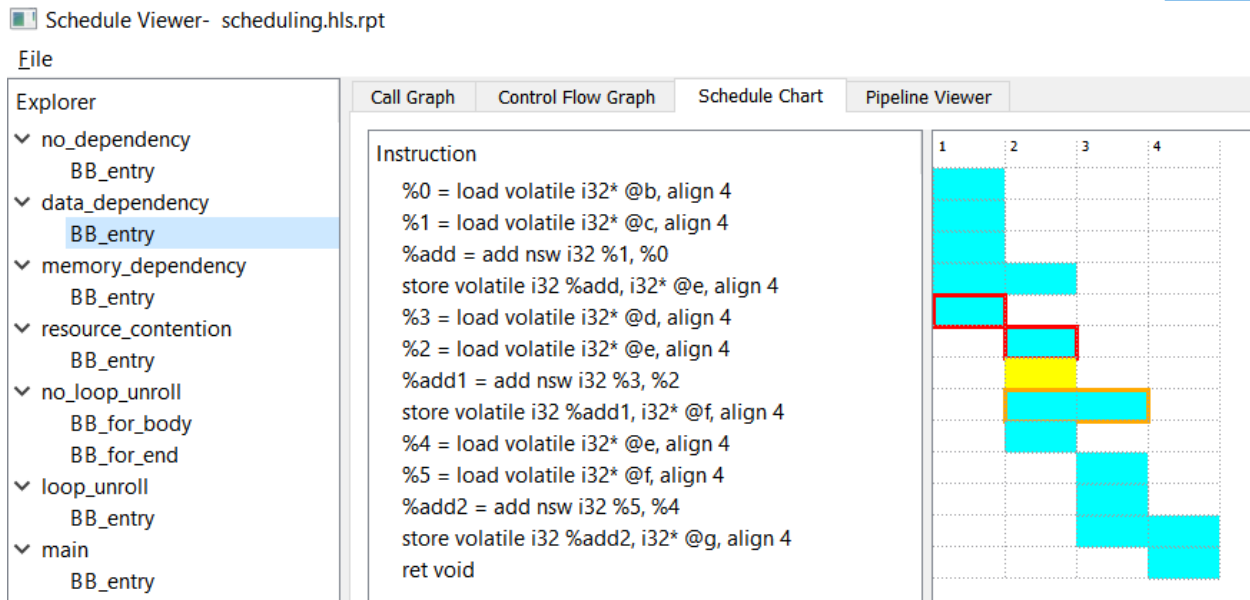 Schedule Viewer- scheduling.hls.rpt
File
Explorer
no_dependency
BB_entry
data_dependency
BB_entry
memory_dependency
BB_entry
resource_contention
BB_entry
no_loop_unroll
BB_for_body
BB_for_end
loop_unroll
BB_entry
main
BB_entry
Call Graph Control Flow Graph Schedule Chart Pipeline Viewer
Instruction
%0 = load volatile i32* @b, align 4
%1 = load volatile i32* @c, align 4
%add = add nsw i32 %1, %0
store volatile i32 %add, i32* @e, align 4
%3 = load volatile i32* @d, align 4
%2 = load volatile i32* @e, align 4
%add1 = add nsw i32 %3, %2
store volatile i32 %add1, i32* @f, align 4
%4 = load volatile i32* @e, align 4
%5 = load volatile i32* @f, align 4
%add2 = add nsw i32 %5, %4
store volatile i32 %add2, i32* @g, align 4
ret void
1 2 3 4